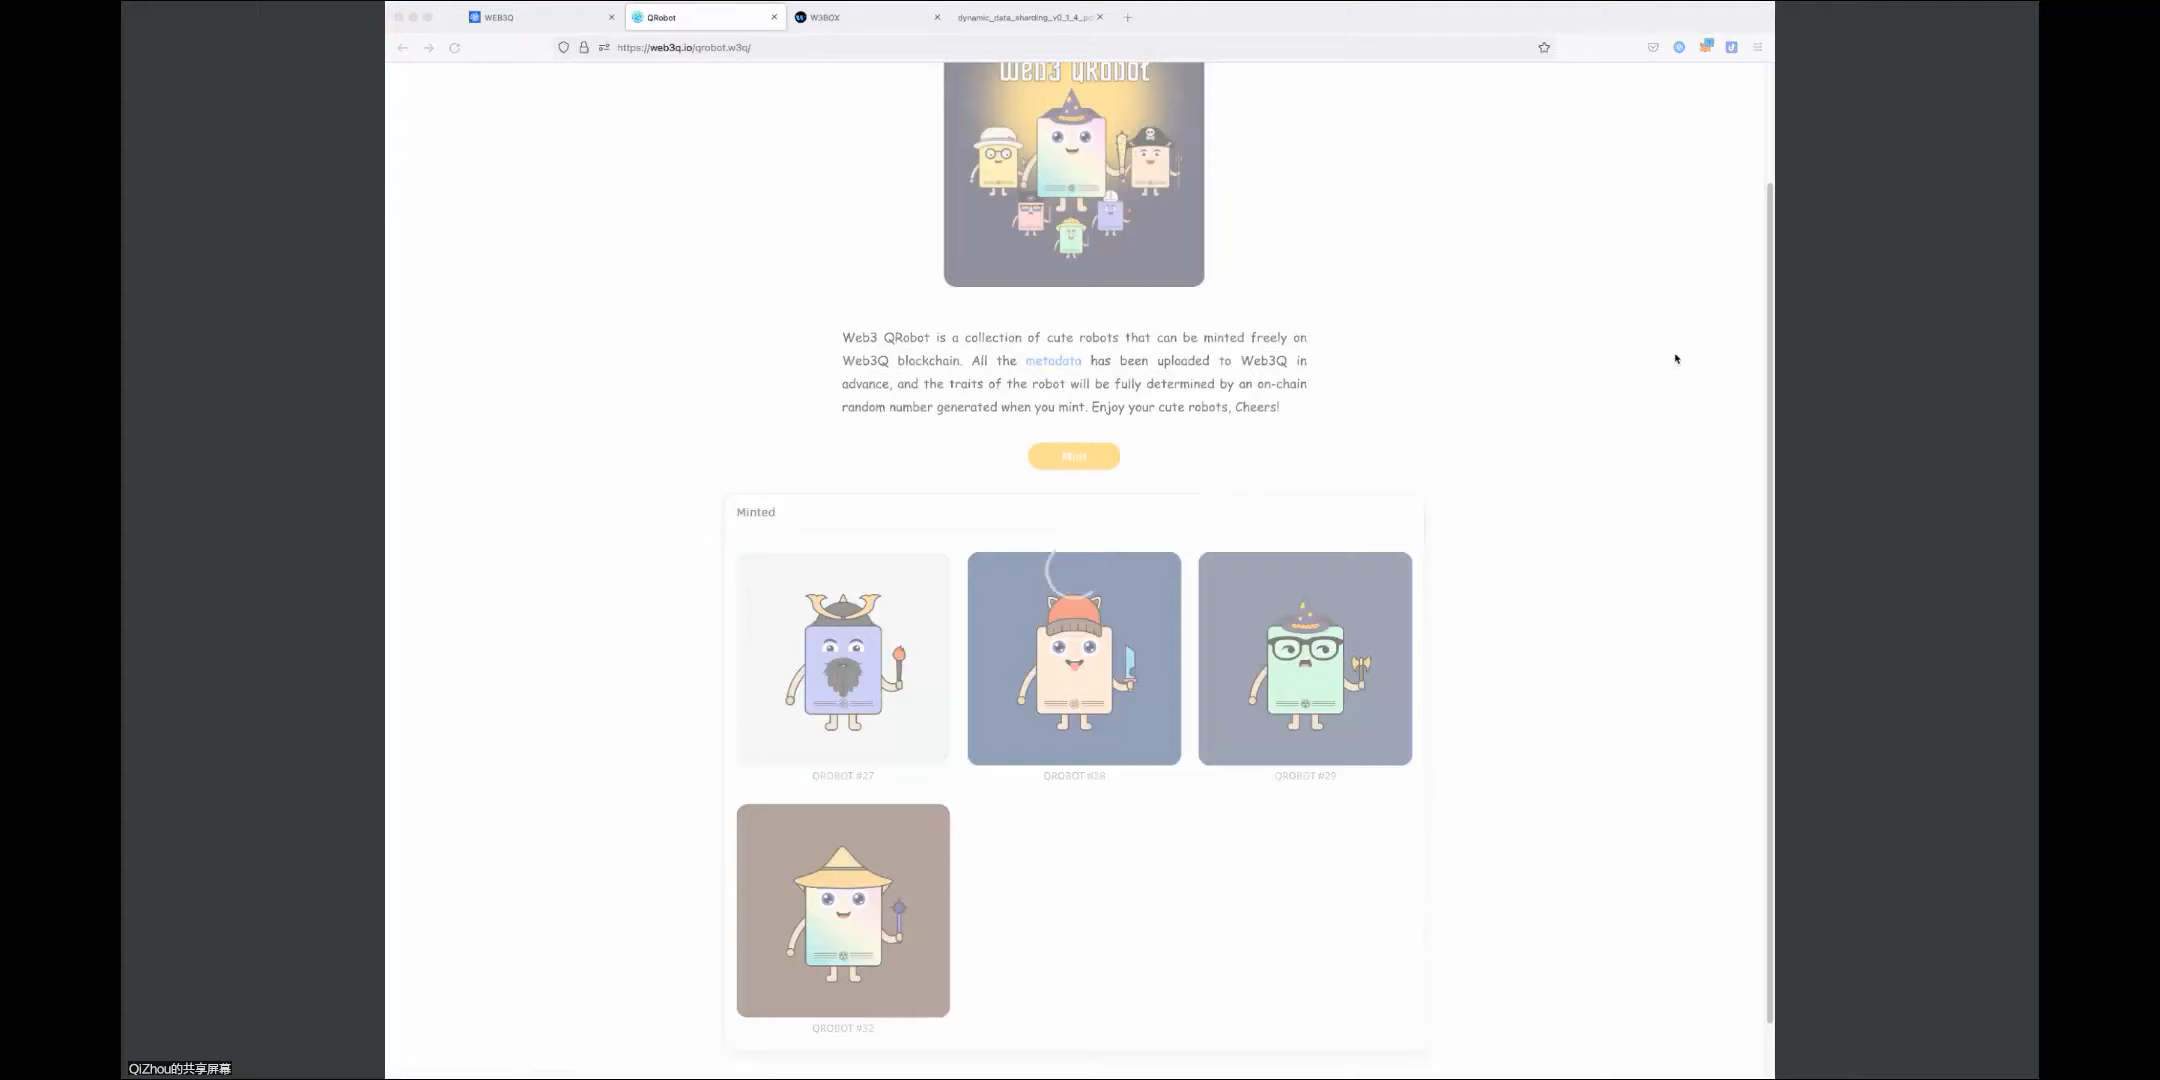 WEB3Q
QRobot
W3BOX
dynamic_data_sharding_v0_1_4_pd
https://web3q.io/qrobot.w3q/
Web3 QRobot
Web3 QRobot is a collection of cute robots that can be minted freely on
Web3Q blockchain. All the metadata has been uploaded to Web3Q in
advance, and the traits of the robot will be fully determined by an on-chain
random number generated when you mint. Enjoy your cute robots, Cheers!
Mint
Minted
QROBOT #27
QROBOT #28
QROBOT #29
QROBOT #32
QiZhou的共享屏幕